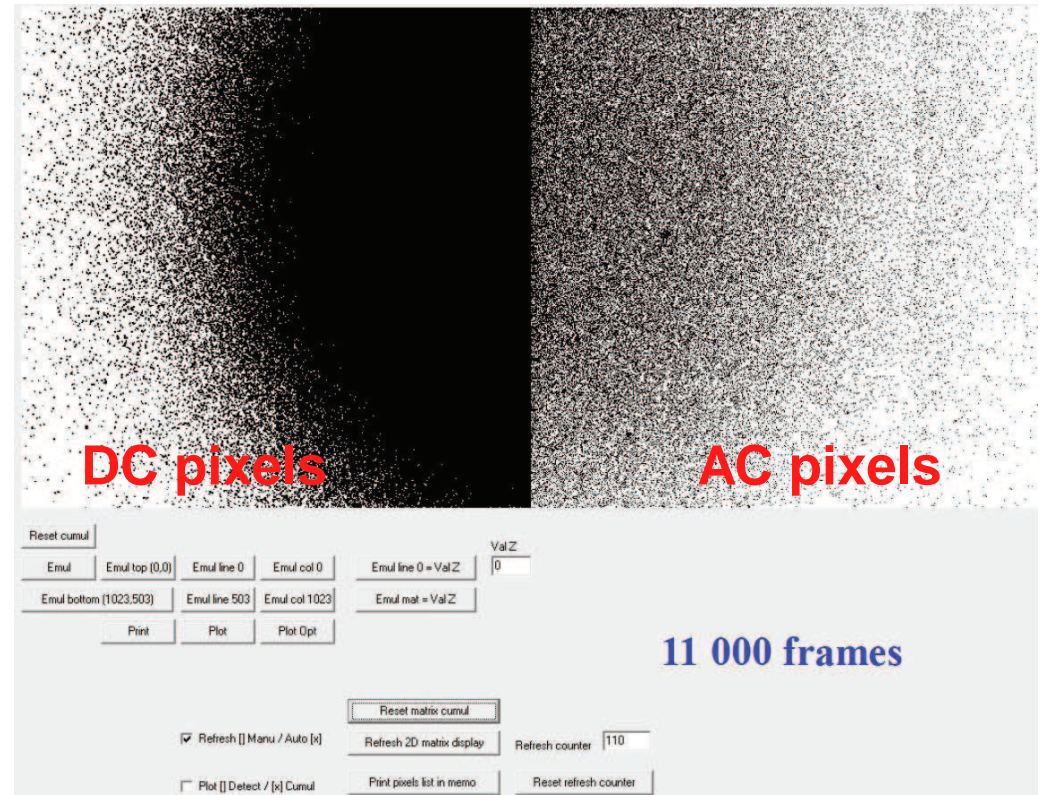 DC pixels AC pixels
Reset cumul
Val Z
Emul Emul top (0,0) Emul line 0 Emul col 0 Emul line 0 = Val Z 0
Emul bottom (1023,503) Emul line 503 Emul col 1023 Emul mat = Val Z
Print Plot Plot Opt
11 000 frames
Reset matrix cumul
Refresh [] Manu / Auto [x] Refresh 2D matrix display Refresh counter 110
Plot [] Detect / [x] Cumul Print pixels list in memo Reset refresh counter